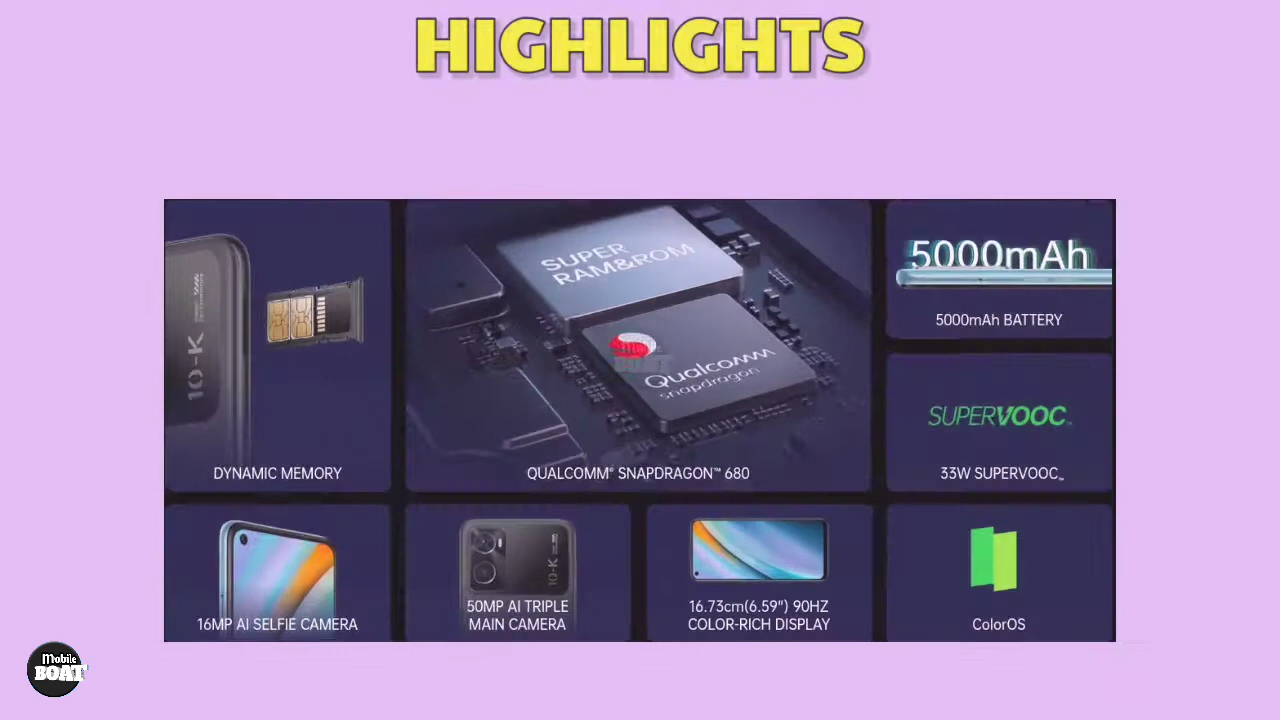 HIGHLIGHTS
10-K
DYNAMIC MEMORY
SUPER
RAM&ROM
Qualcomm
snapdragon
QUALCOMM® SNAPDRAGON™ 680
5000mAh
5000mAh BATTERY
SUPERVOOC
33W SUPERVOOC
16MP AI SELFIE CAMERA
10-K
50MP AI TRIPLE
MAIN CAMERA
16.73cm(6.59") 90HZ
COLOR-RICH DISPLAY
ColorOS
Mobile
BOAT